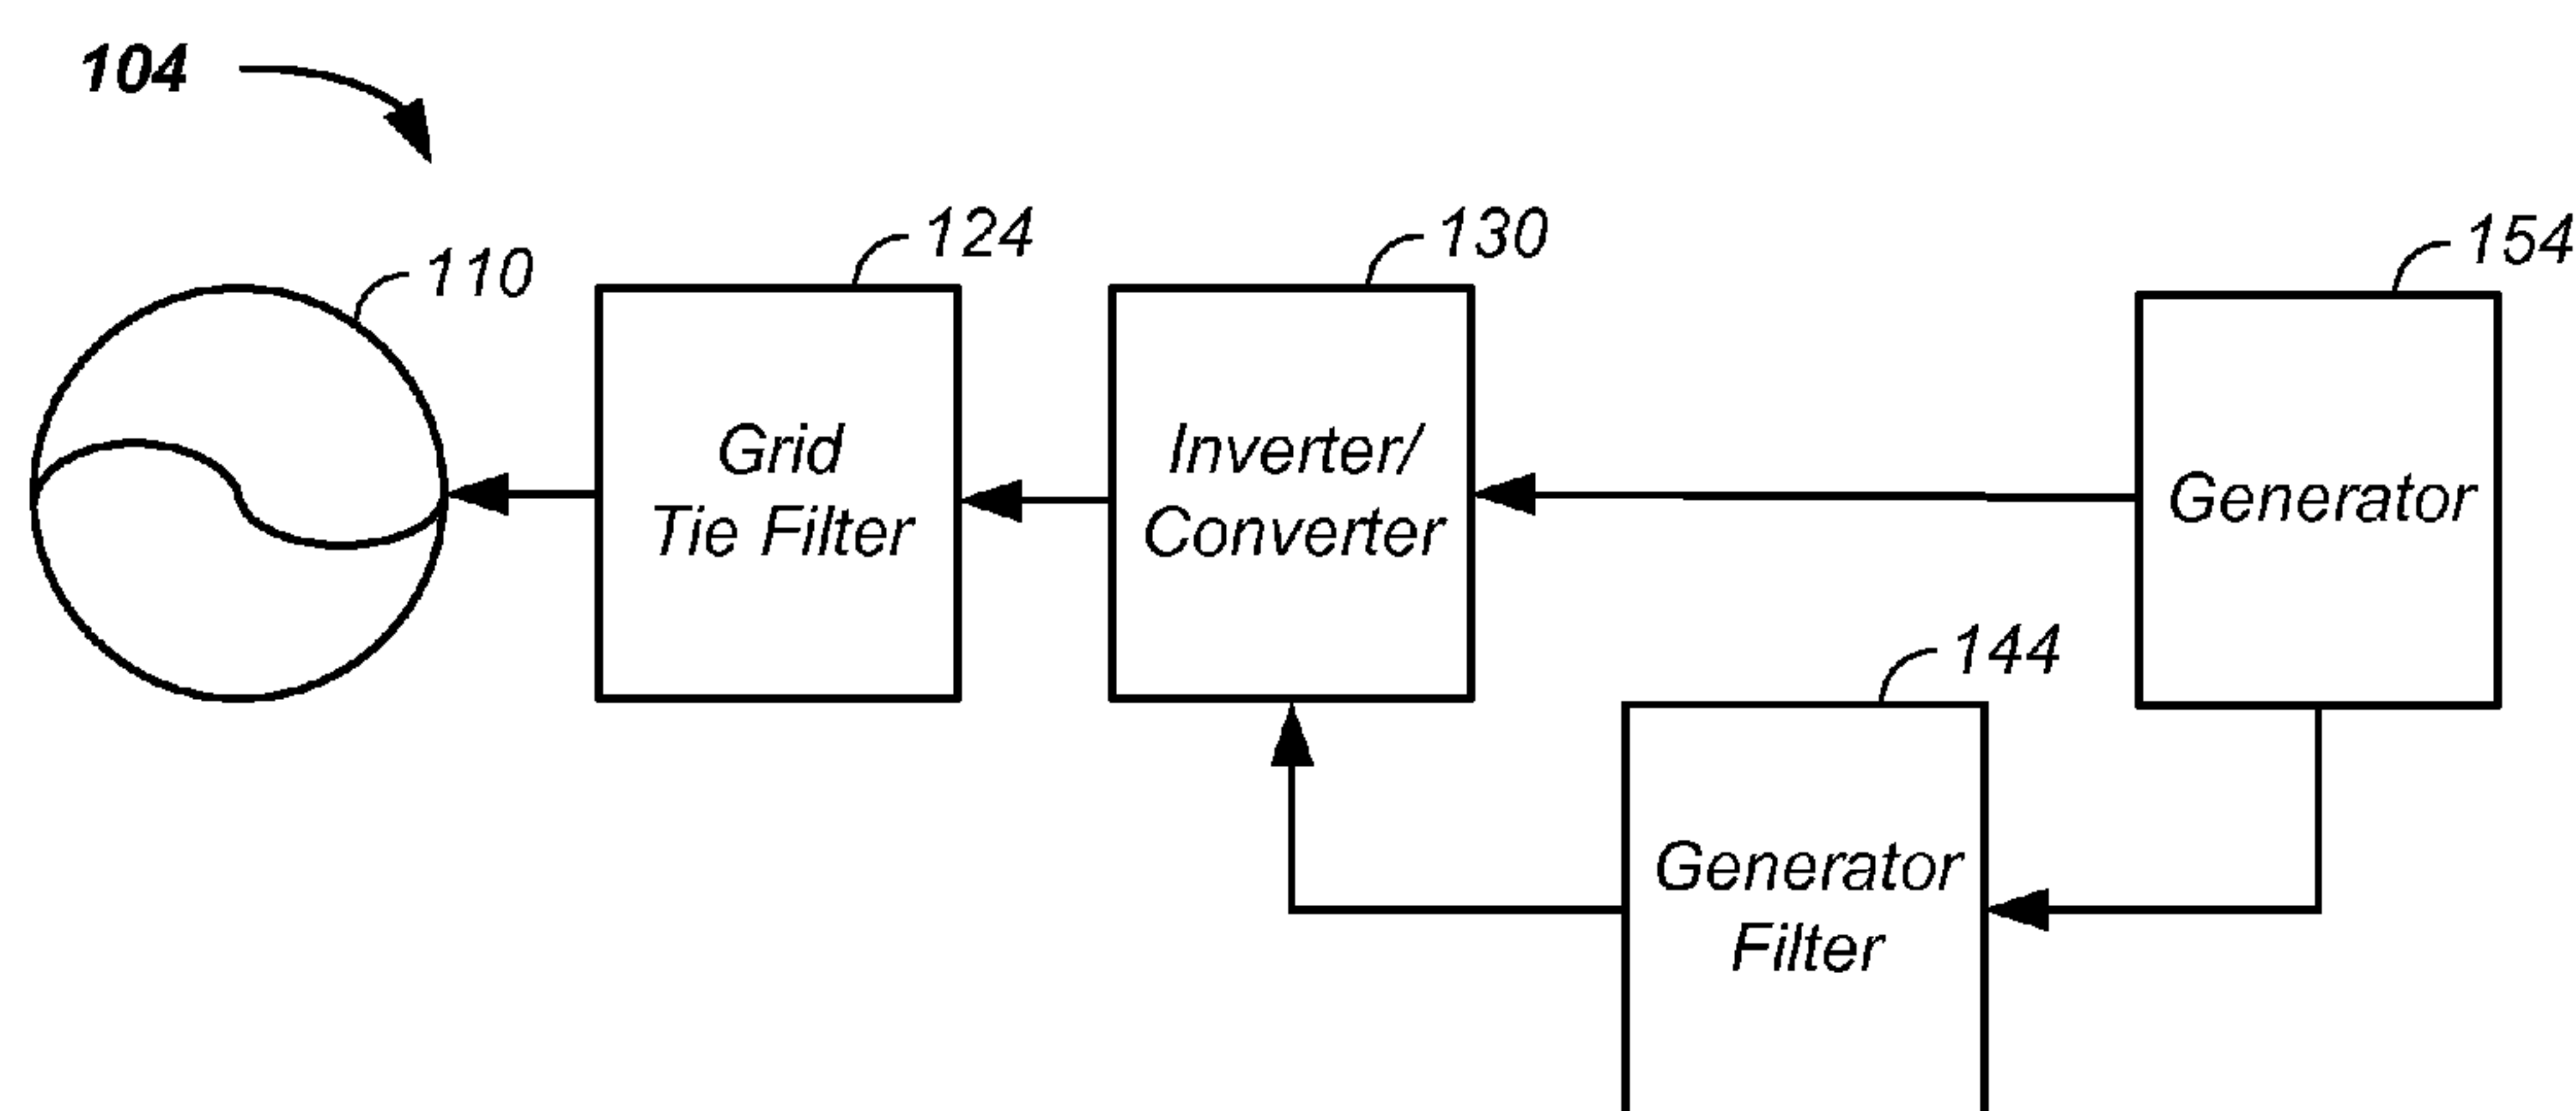 104
110
124
130
154
Grid
Tie Filter
Inverter/
Converter
Generator
144
Generator
Filter